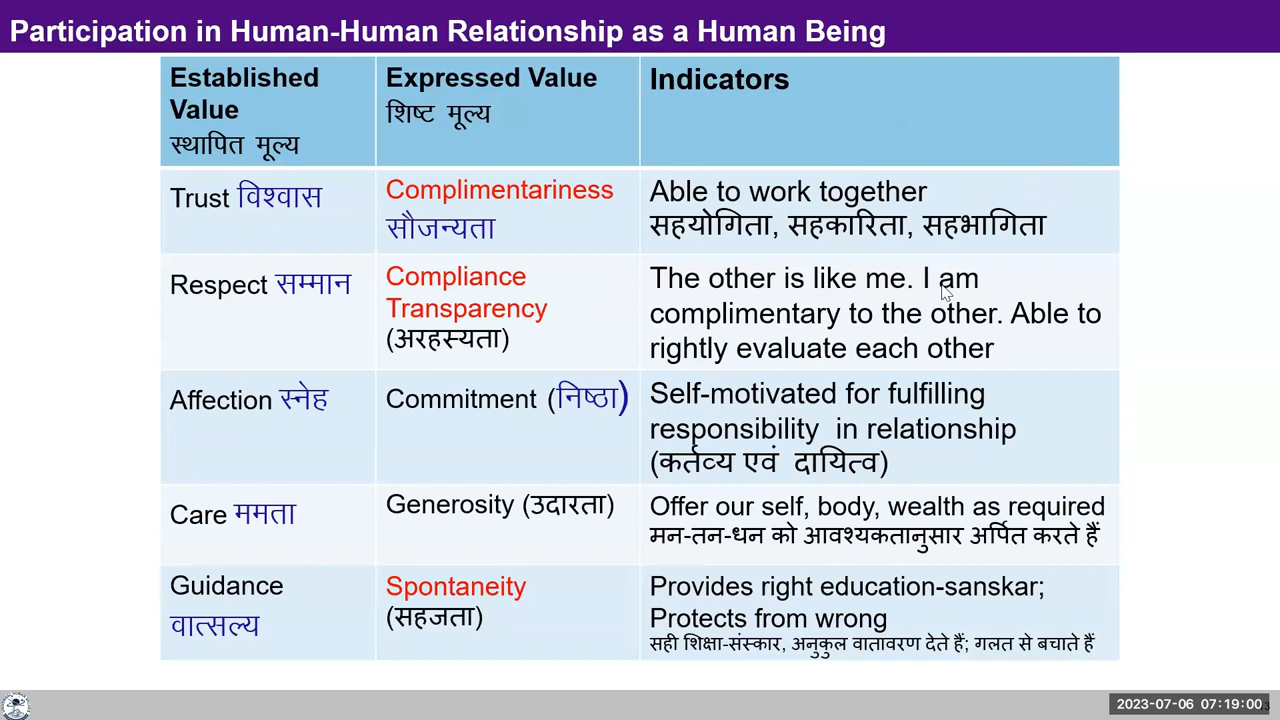 Participation in Human-Human Relationship as a Human Being
Established
Value
स्थापित मूल्य
Expressed Value
शिष्ट मूल्य
Indicators
Trust विश्वास
Complimentariness
सौजन्यता
Able to work together
सहयोगिता, सहकारिता, सहभागिता
Respect सम्मान
Compliance
Transparency
(अरहस्यता)
The other is like me. I am
complimentary to the other. Able to
rightly evaluate each other
Affection स्नेह
Commitment (निष्ठा)
Self-motivated for fulfilling
responsibility in relationship
(कर्तव्य एवं दायित्व)
Care ममता
Generosity (उदारता)
Offer our self, body, wealth as required
मन-तन-धन को आवश्यकतानुसार अर्पित करते हैं
Guidance
वात्सल्य
Spontaneity
(सहजता)
Provides right education-sanskar;
Protects from wrong
सही शिक्षा-संस्कार, अनुकुल वातावरण देते हैं; गलत से बचाते हैं
2023-07-06 07:19:00